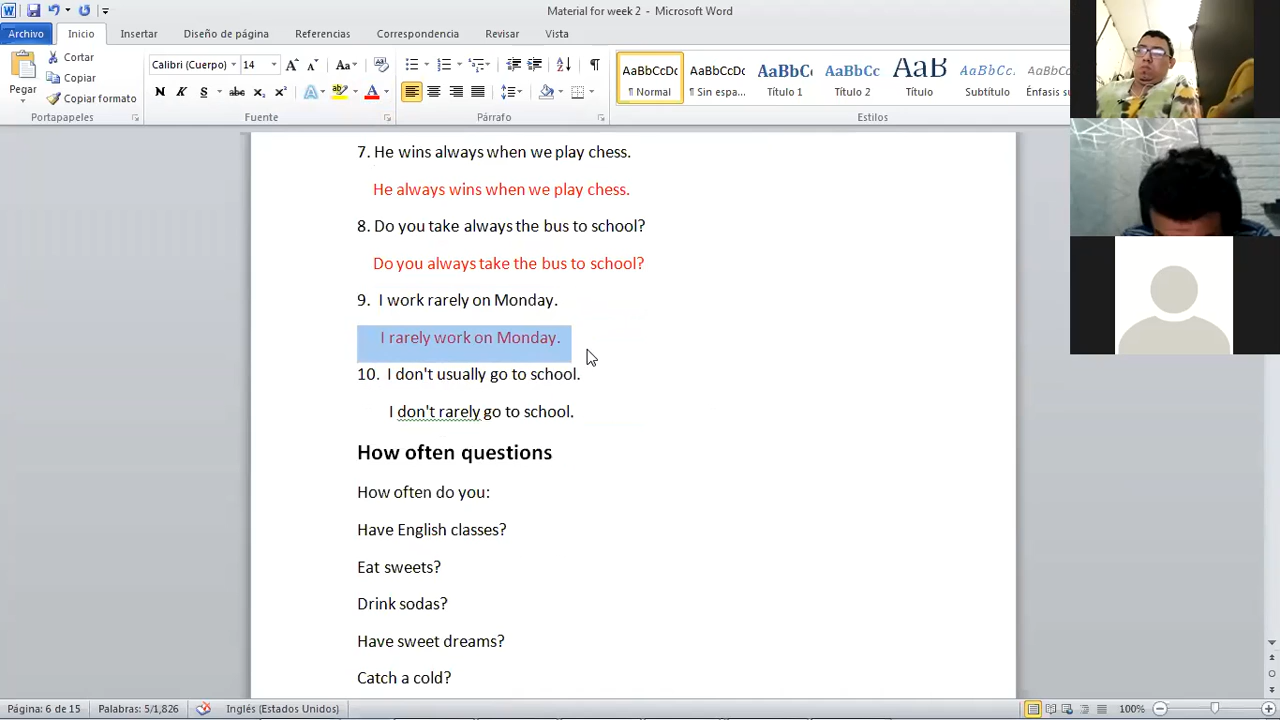 Material for week 2 - Microsoft Word
Archivo Inicio Insertar Diseño de página Referencias Correspondencia Revisar Vista
Pegar
Cortar
Copiar
Copiar formato
Calibri (Cuerpo) 14
Portapapeles Fuente Párrafo Estilos
AaBbCcDc AaBbCcDc AaBbC AaBbCc AaB AaBbCc AaBbCcDc
¶ Normal ¶ Sin espa... Título 1 Título 2 Título Subtítulo Énfasis su
7. He wins always when we play chess.
He always wins when we play chess.
8. Do you take always the bus to school?
Do you always take the bus to school?
9. I work rarely on Monday.
I rarely work on Monday.
10. I don't usually go to school.
I don't rarely go to school.
How often questions
How often do you:
Have English classes?
Eat sweets?
Drink sodas?
Have sweet dreams?
Catch a cold?
Página: 6 de 15 Palabras: 5/1,826 Inglés (Estados Unidos) 100%